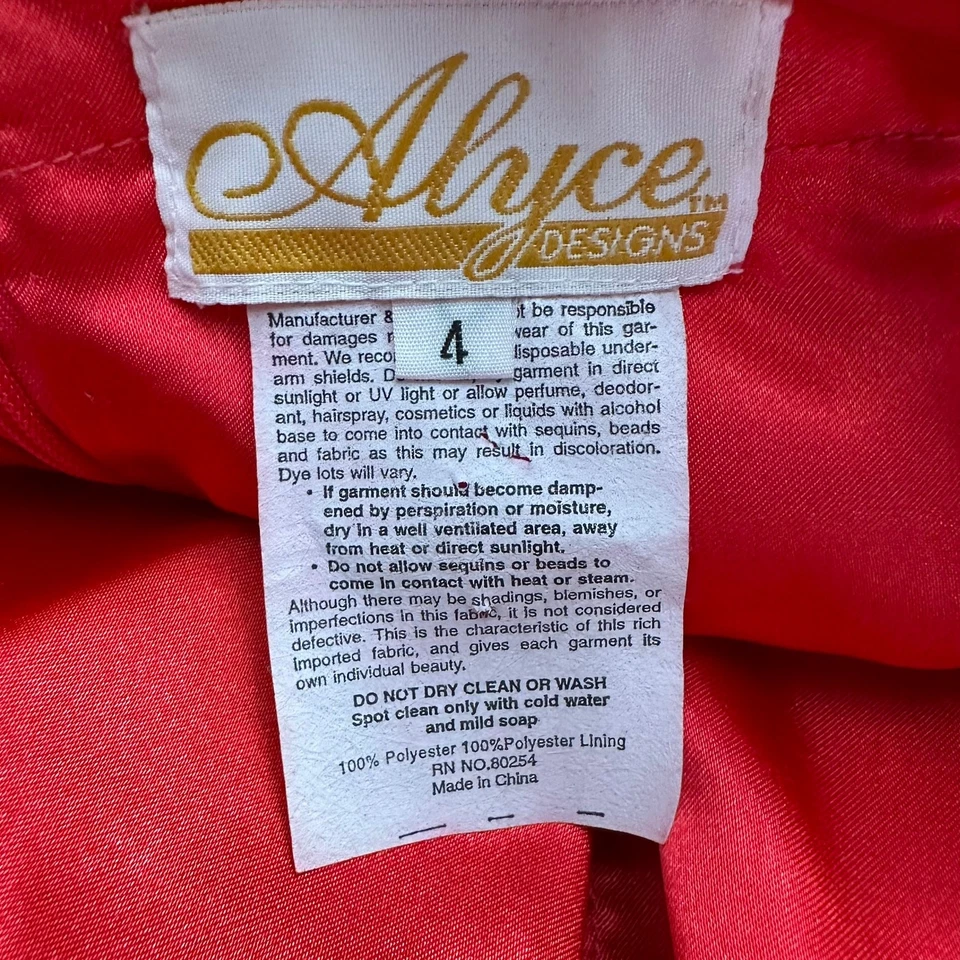 Alyce™
DESIGNS
4
Manufacturer & t be responsible
for damages wear of this gar-
ment. We reco disposable under-
arm shields. D garment in direct
sunlight or UV light or allow perfume, deodor-
ant, hairspray, cosmetics or liquids with alcohol
base to come into contact with sequins, beads
and fabric as this may result in discoloration.
Dye lots will vary.
• If garment should become damp-
ened by perspiration or moisture,
dry in a well ventilated area, away
from heat or direct sunlight.
• Do not allow sequins or beads to
come in contact with heat or steam.
Although there may be shadings, blemishes, or
imperfections in this fabric, it is not considered
defective. This is the characteristic of this rich
imported fabric, and gives each garment its
own individual beauty.
DO NOT DRY CLEAN OR WASH
Spot clean only with cold water
and mild soap
100% Polyester 100%Polyester Lining
RN NO.80254
Made in China